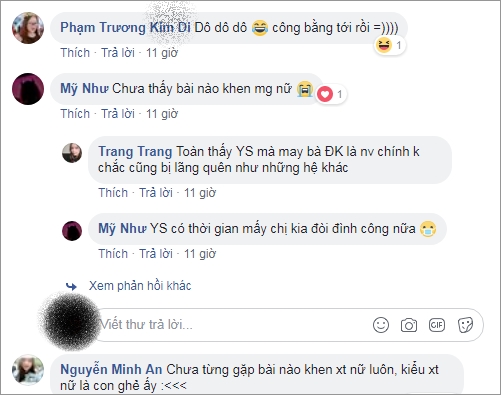 Phạm Trương Kim Di Dô dô dô 😂 công bằng tới rồi =))))
1
Thích · Trả lời · 11 giờ
Mỹ Như Chưa thấy bài nào khen mg nữ 😭
1
Thích · Trả lời · 11 giờ
Trang Trang Toàn thấy YS mà may bà ĐK là nv chính k
chắc cũng bị lãng quên như những hệ khác
Thích · Trả lời · 11 giờ
Mỹ Như YS có thời gian mấy chị kia đòi đình công nữa 😷
Thích · Trả lời · 11 giờ
Xem phản hồi khác
Viết thư trả lời...
GIF
Nguyễn Minh An Chưa từng gặp bài nào khen xt nữ luôn, kiểu xt
nữ là con ghẻ ấy :<<<